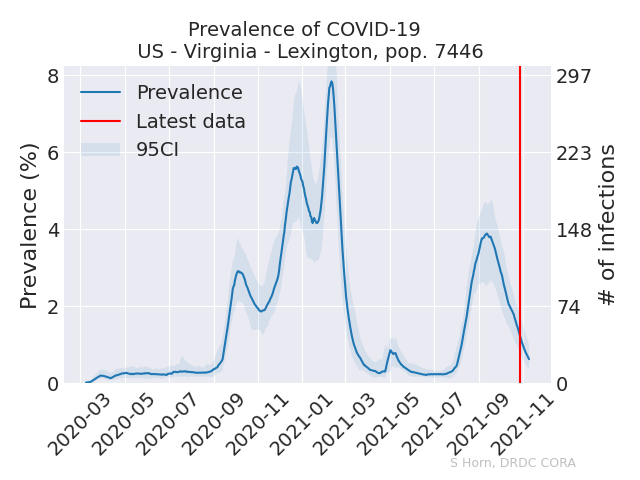 Prevalence of COVID-19
US - Virginia - Lexington, pop. 7446
Prevalence (%)
8
6
4
2
0
Prevalence
Latest data
95CI
297
223
148
74
0
# of infections
2020-03
2020-05
2020-07
2020-09
2020-11
2021-01
2021-03
2021-05
2021-07
2021-09
2021-11
S Horn, DRDC CORA